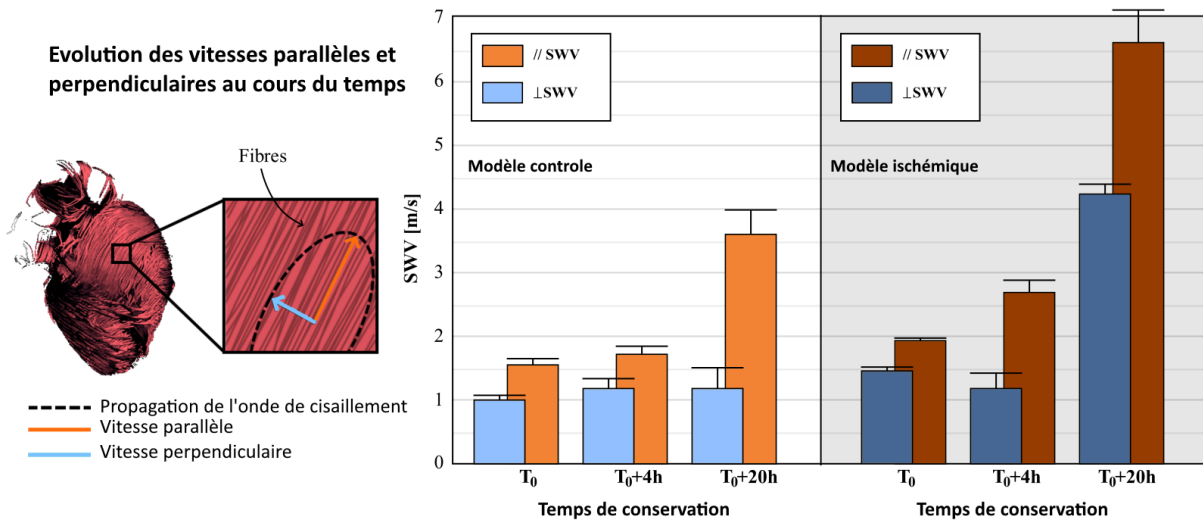 Evolution des vitesses parallèles et
perpendiculaires au cours du temps
Fibres
Propagation de l'onde de cisaillement
Vitesse parallèle
Vitesse perpendiculaire
SWV [m/s]
7
6
5
4
3
2
1
0
// SWV
⊥SWV
Modèle controle
T0
T0+4h
T0+20h
Temps de conservation
// SWV
⊥SWV
Modèle ischémique
T0
T0+4h
T0+20h
Temps de conservation